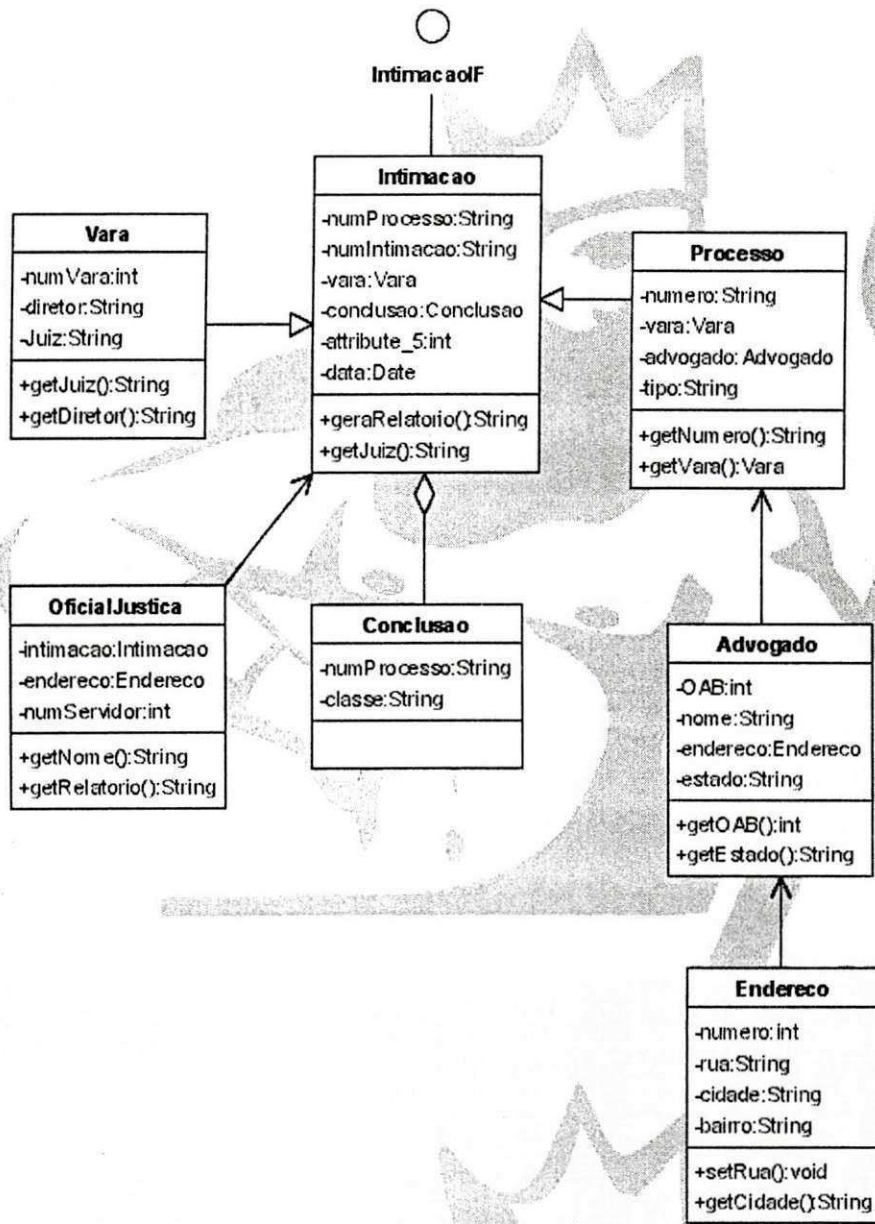 IntimacaoIF
Intimacao
-numProcesso:String
-numIntimacao:String
-vara:Vara
-conclusao:Conclusao
-attribute_5:int
-data:Date
+geraRelatorio():String
+getJuiz():String
Vara
-numVara:int
-diretor:String
-Juiz:String
+getJuiz():String
+getDiretor():String
Processo
-numero:String
-vara:Vara
-advogado:Advogado
-tipo:String
+getNumero():String
+getVara():Vara
OficialJustica
-intimacao:Intimacao
-endereco:Endereco
-numServidor:int
+getNome():String
+getRelatorio():String
Conclusao
-numProcesso:String
-classe:String
Advogado
-OAB:int
-nome:String
-endereco:Endereco
-estado:String
+getOAB():int
+getEstado():String
Endereco
-numero:int
-rua:String
-cidade:String
-bairro:String
+setRua():void
+getCidade():String